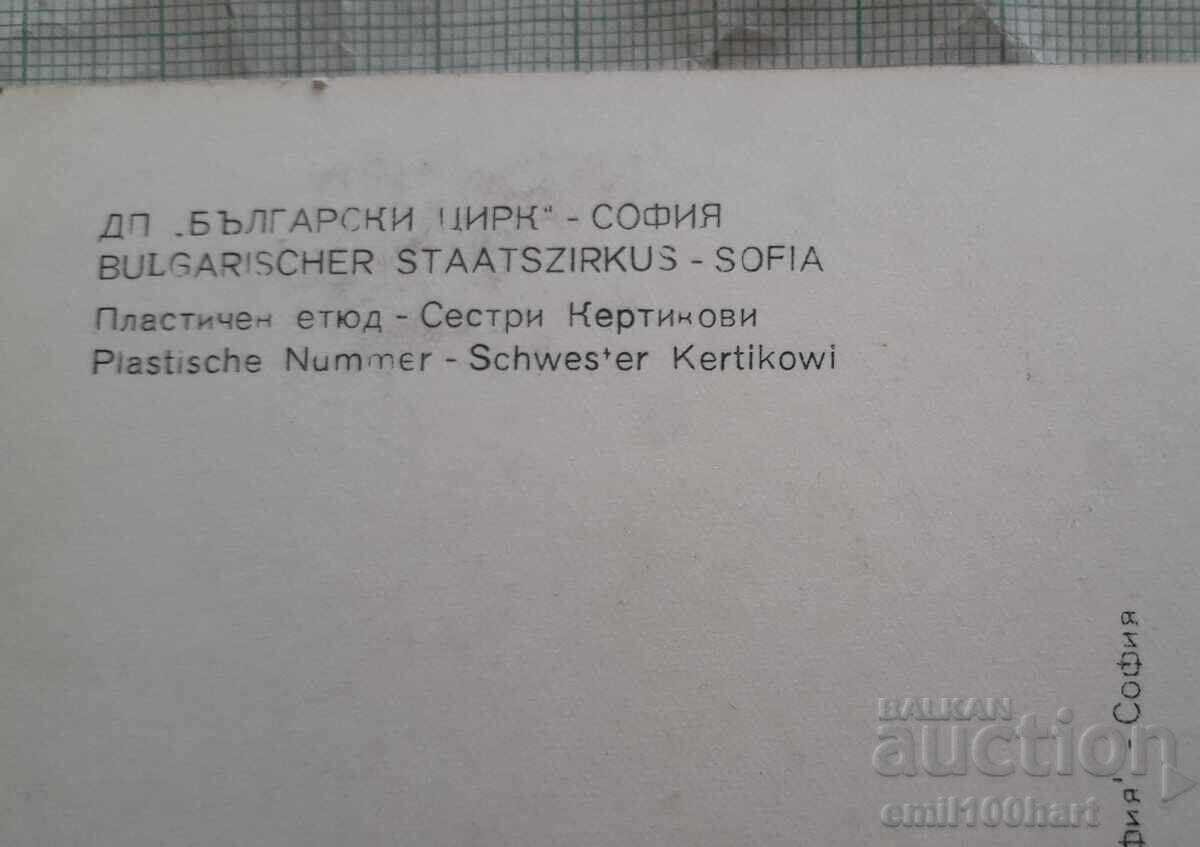 ДП „БЪЛГАРСКИ ЦИРК" - СОФИЯ
BULGARISCHER STAATSZIRKUS - SOFIA
Пластичен етюд - Сестри Кертикови
Plastische Nummer - Schwester Kertikowi
- София
BALKAN
auction
emil100hart